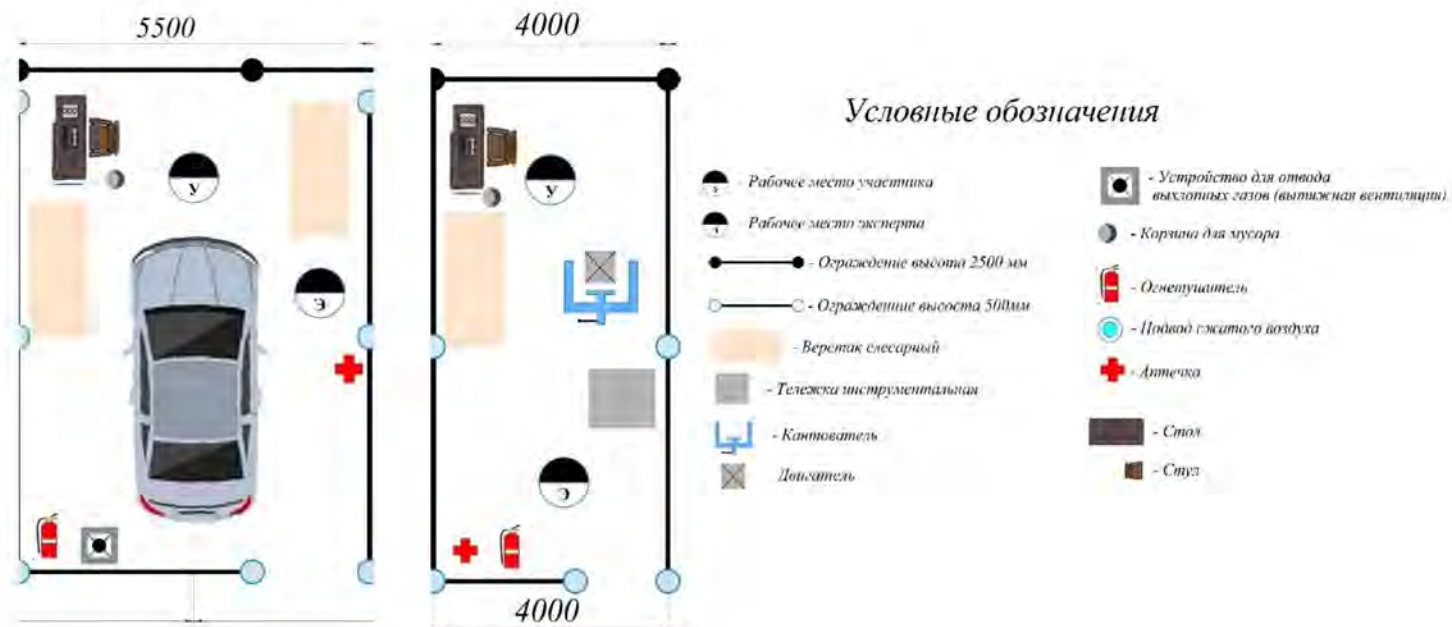 5500
4000
Условные обозначения
У
У
Э
Э
4000
- Рабочее место участника
- Рабочее место эксперта
- Ограждение высота 2500 мм
- Ограждение высоста 500мм
- Верстак слесарный
- Тележка инструментальная
- Кантователь
Двигатель
- Устройство для отвода
выхлопных газов (вытяжная вентиляция)
- Корзина для мусора
- Огнетушитель
- Подвод сжатого воздуха
- Аптечка
- Стол
- Стул